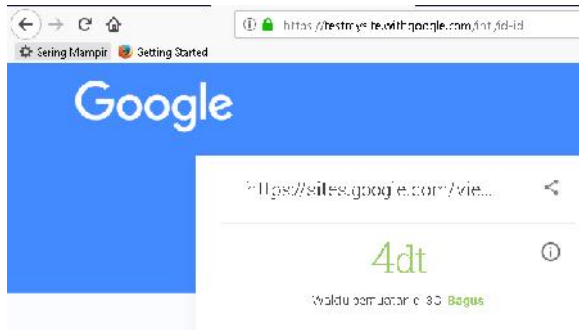 https://testmysite.withgoogle.com/intl/id-id
Sering Mampir Getting Started
Google
https://sites.google.com/vie...
4dt
Waktu pemuatan di 3G: Bagus